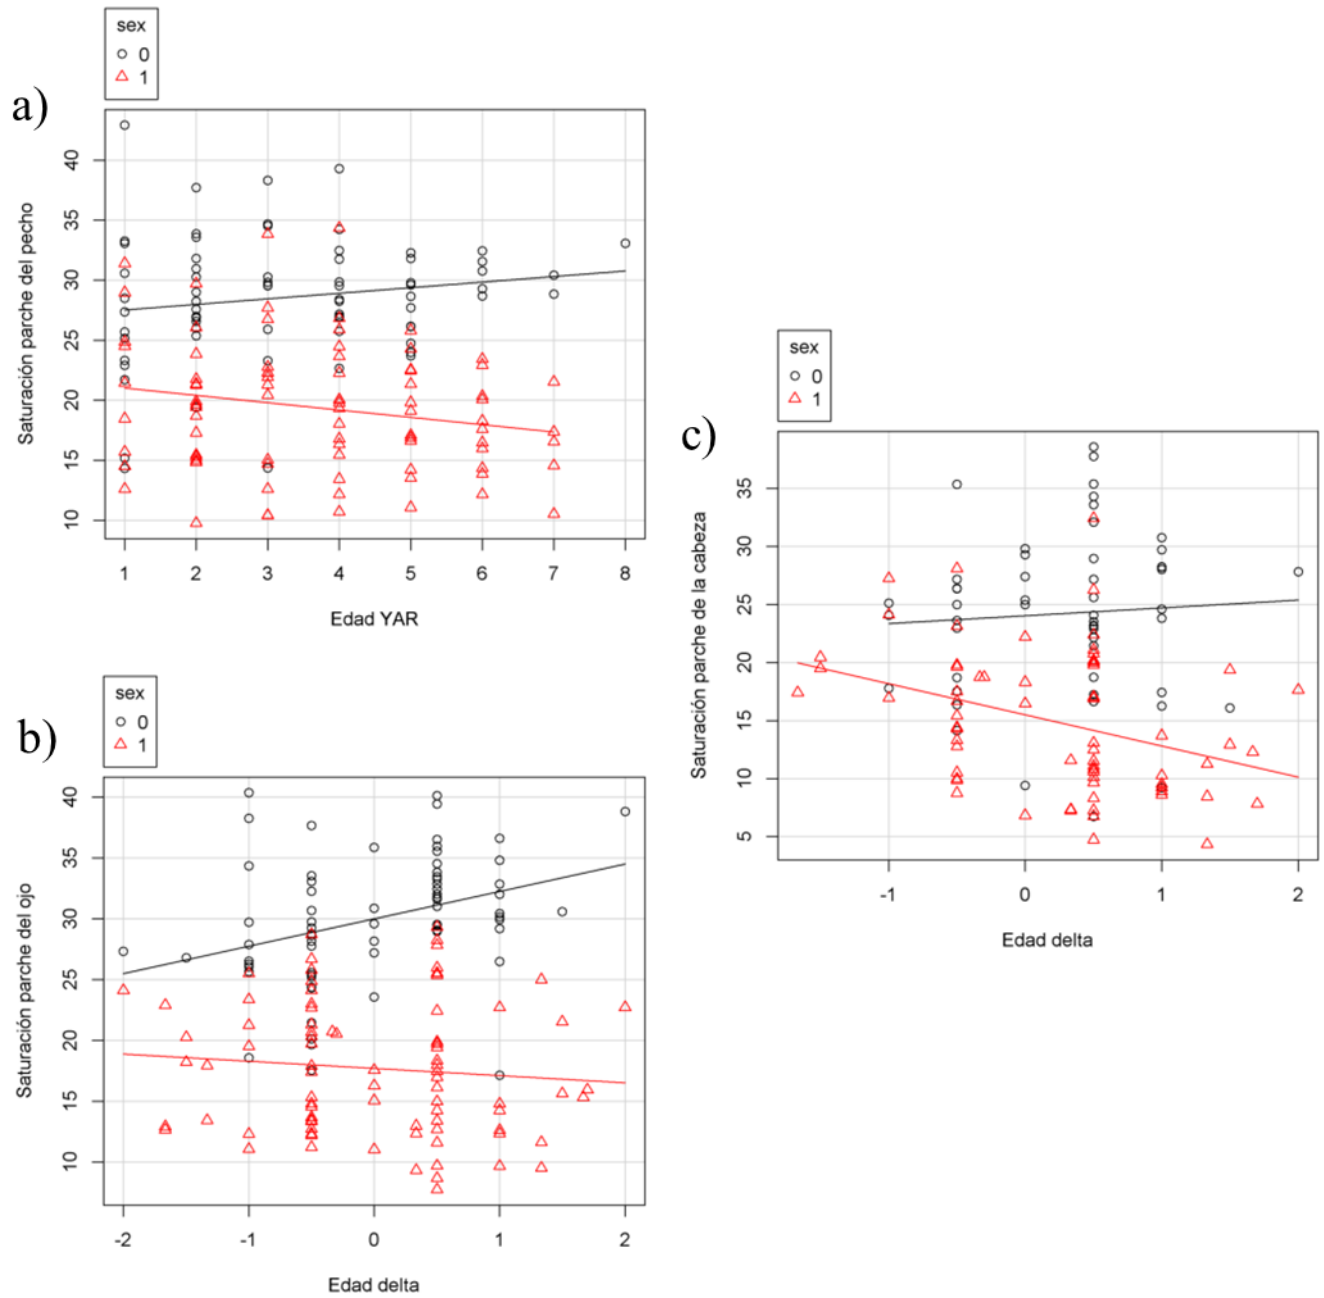 a)
sex
0
1
40
35
30
25
20
15
10
Saturación parche del pecho
1 2 3 4 5 6 7 8
Edad YAR
b)
sex
0
1
40
35
30
25
20
15
10
Saturación parche del ojo
-2 -1 0 1 2
Edad delta
c)
sex
0
1
35
30
25
20
15
10
5
Saturación parche de la cabeza
-1 0 1 2
Edad delta